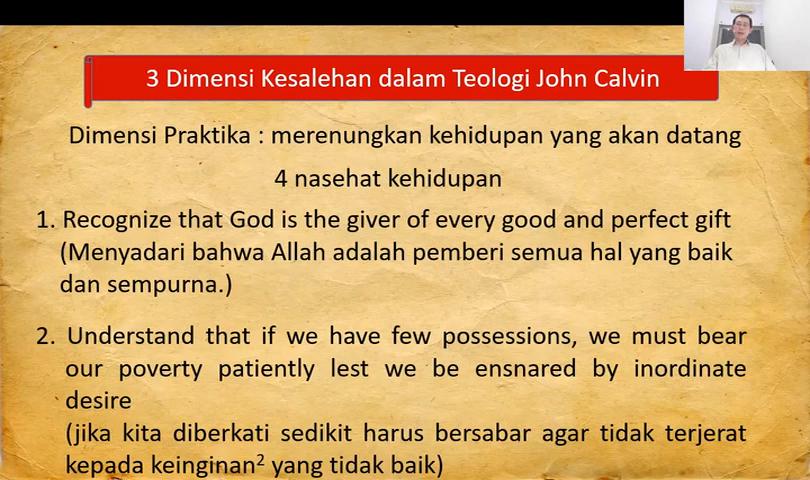 3 Dimensi Kesalehan dalam Teologi John Calvin
Dimensi Praktika : merenungkan kehidupan yang akan datang
4 nasehat kehidupan
1. Recognize that God is the giver of every good and perfect gift
(Menyadari bahwa Allah adalah pemberi semua hal yang baik
dan sempurna.)
2. Understand that if we have few possessions, we must bear
our poverty patiently lest we be ensnared by inordinate
desire
(jika kita diberkati sedikit harus bersabar agar tidak terjerat
kepada keinginan² yang tidak baik)